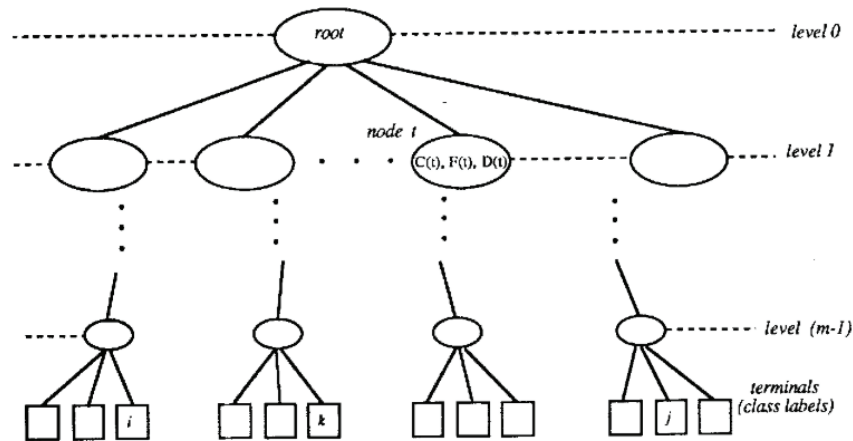 root
level 0
node t
C(t), F(t), D(t)
level 1
level (m-1)
i
k
j
terminals
(class labels)